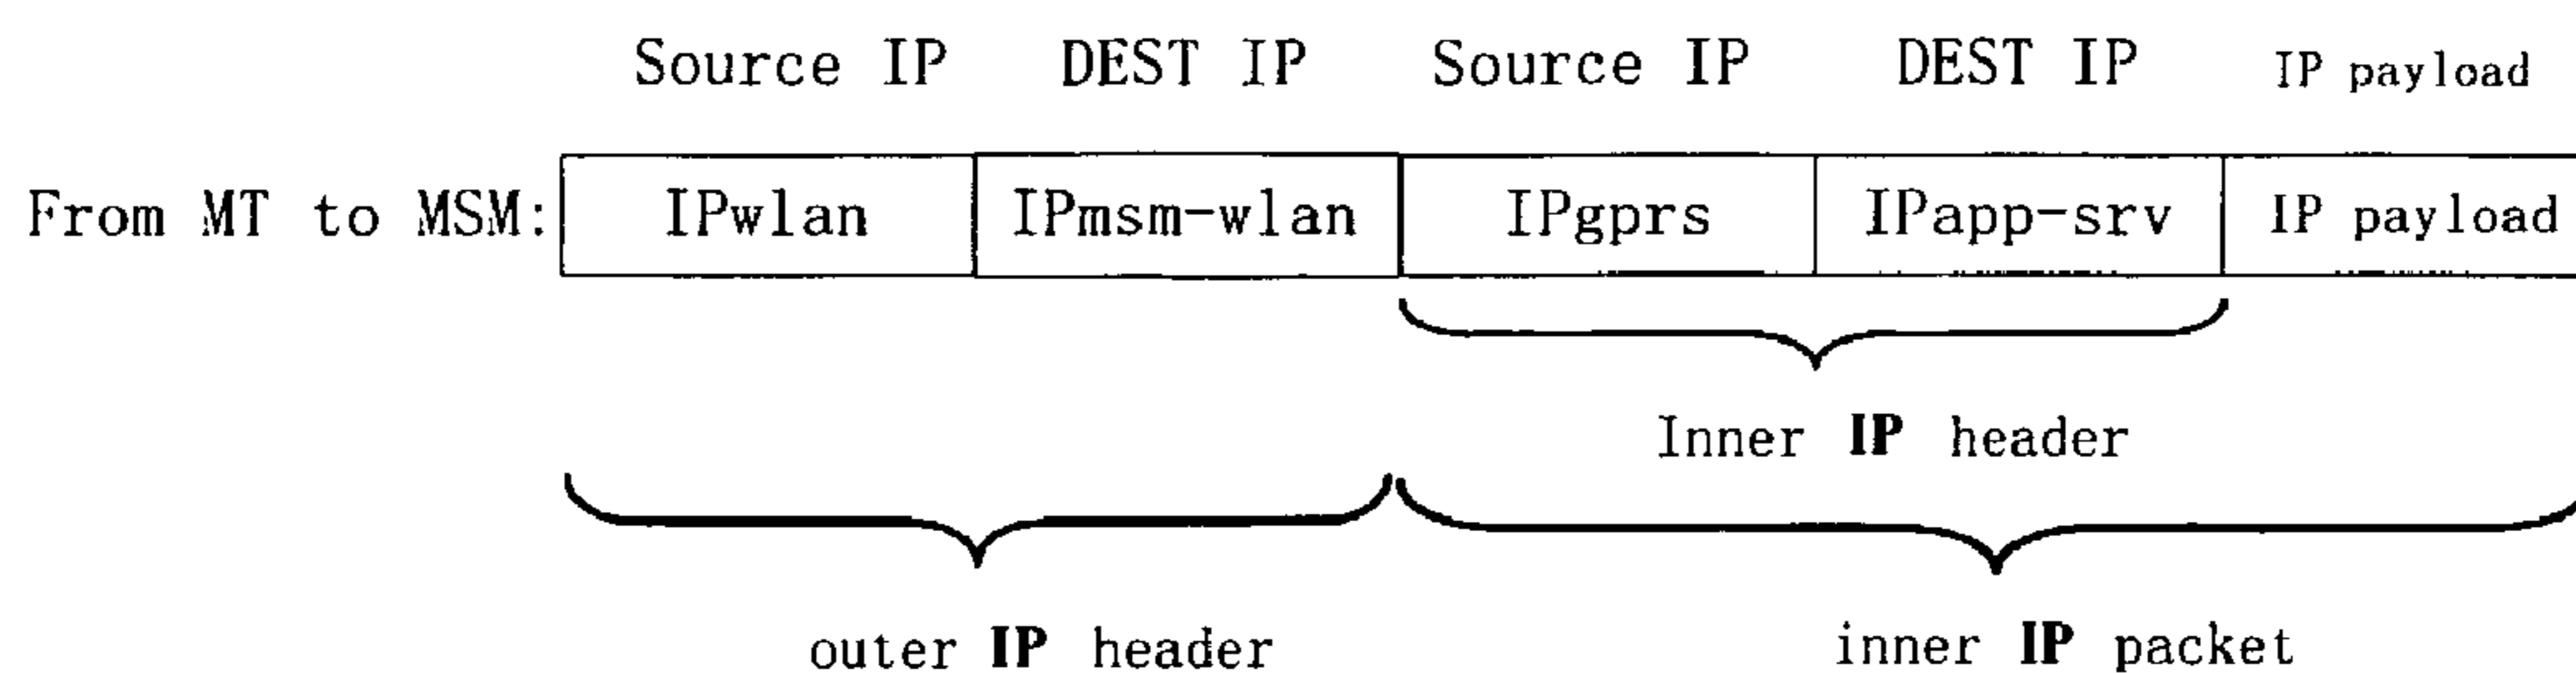 Source IP DEST IP Source IP DEST IP IP payload
From MT to MSM: IPwlan IPmsm-wlan IPgprs IPapp-srv IP payload
Inner IP header
outer IP header inner IP packet